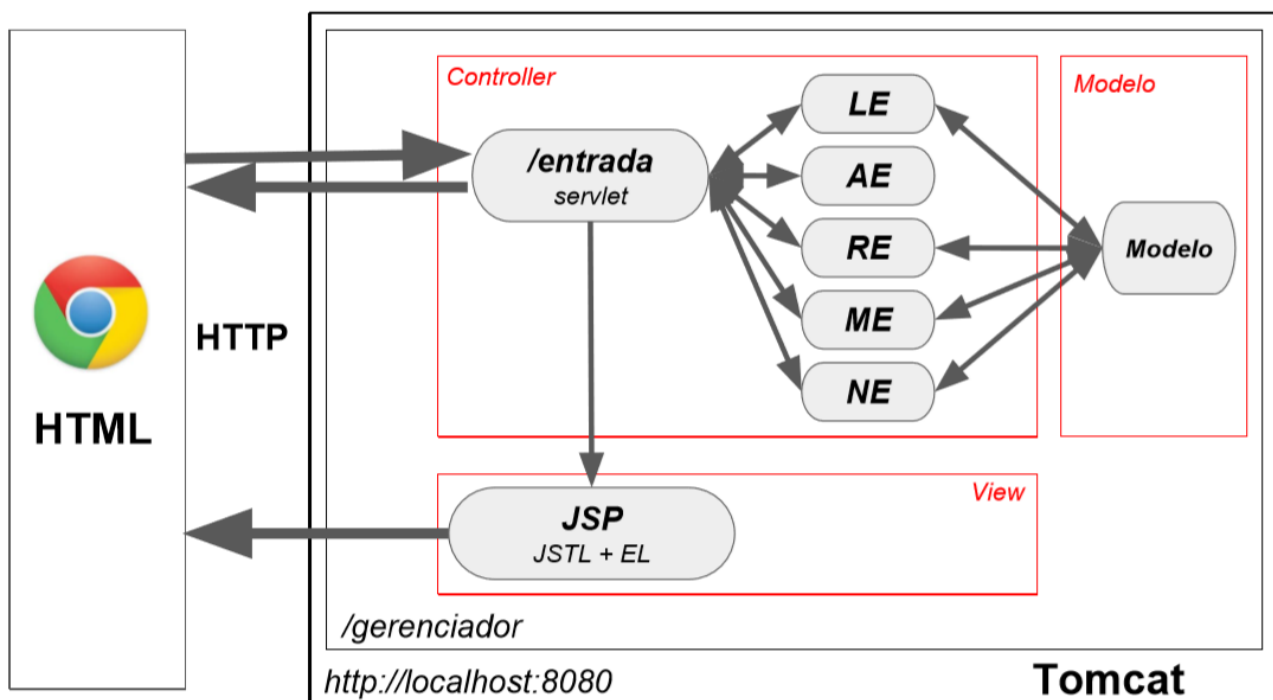 HTML
HTTP
Controller
/entrada
servlet
LE
AE
RE
ME
NE
Modelo
Modelo
View
JSP
JSTL + EL
/gerenciador
http://localhost:8080
Tomcat